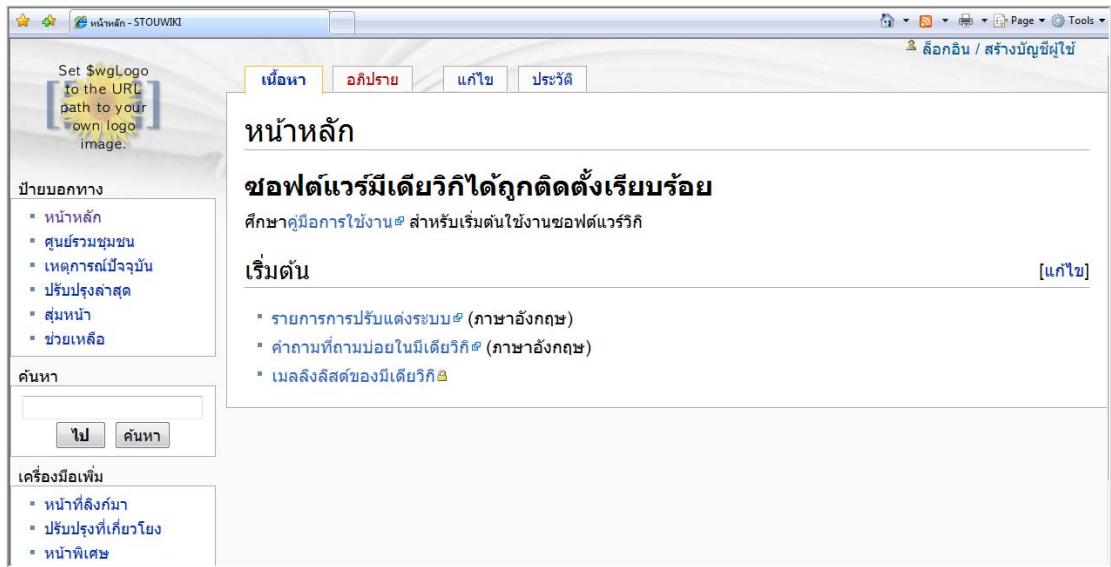 หน้าหลัก - STOUWIKI
Page
Tools
ล็อกอิน / สร้างบัญชีผู้ใช้
Set $wgLogo
to the URL
path to your
own logo
image.
เนื้อหา
อภิปราย
แก้ไข
ประวัติ
หน้าหลัก
ซอฟต์แวร์มีเดียวิกิได้ถูกติดตั้งเรียบร้อย
ศึกษาคู่มือการใช้งาน สำหรับเริ่มต้นใช้งานซอฟต์แวร์วิกิ
เริ่มต้น
[แก้ไข]
รายการการปรับแต่งระบบ (ภาษาอังกฤษ)
คำถามที่ถามบ่อยในมีเดียวิกิ (ภาษาอังกฤษ)
เมลลิงลิสต์ของมีเดียวิกิ
ป้ายบอกทาง
หน้าหลัก
ศูนย์รวมชุมชน
เหตุการณ์ปัจจุบัน
ปรับปรุงล่าสุด
สุ่มหน้า
ช่วยเหลือ
ค้นหา
ไป
ค้นหา
เครื่องมือเพิ่ม
หน้าที่ลิงก์มา
ปรับปรุงที่เกี่ยวโยง
หน้าพิเศษ